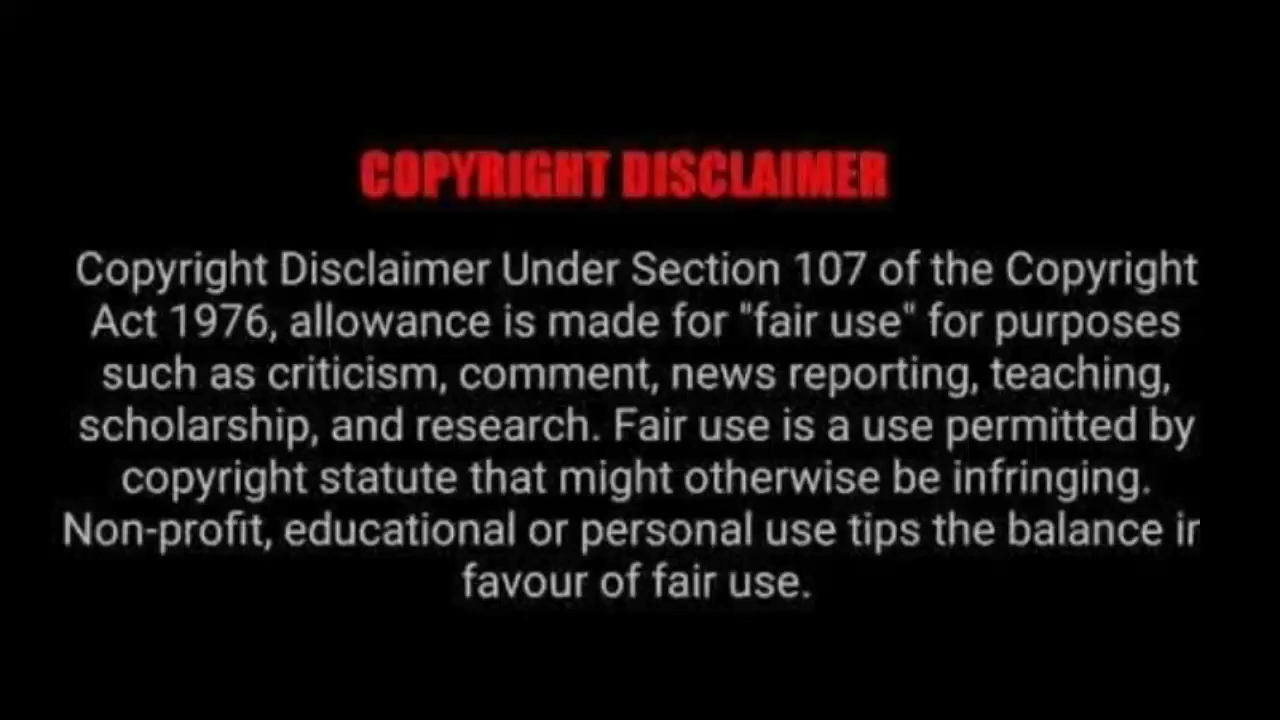 COPYRIGHT DISCLAIMER
Copyright Disclaimer Under Section 107 of the Copyright
Act 1976, allowance is made for "fair use" for purposes
such as criticism, comment, news reporting, teaching,
scholarship, and research. Fair use is a use permitted by
copyright statute that might otherwise be infringing.
Non-profit, educational or personal use tips the balance
favour of fair use.